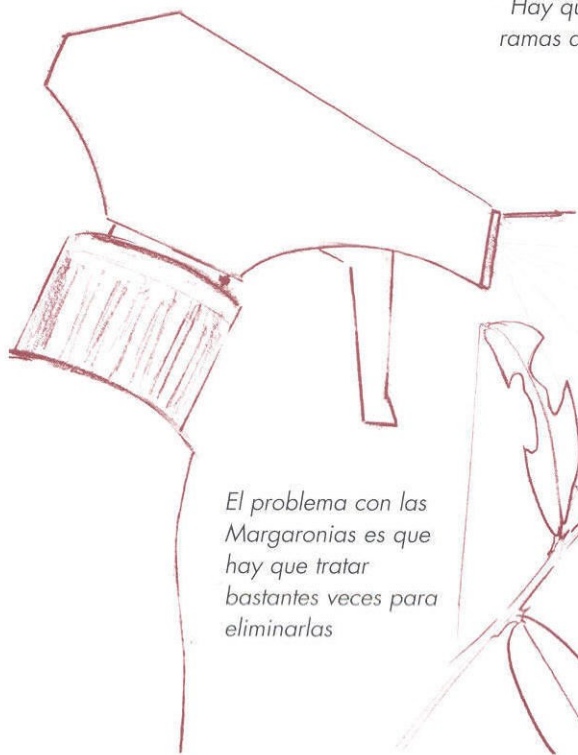 Hay
ramas
El problema con las
Margaronias es que
hay que tratar
bastantes veces para
eliminarlas